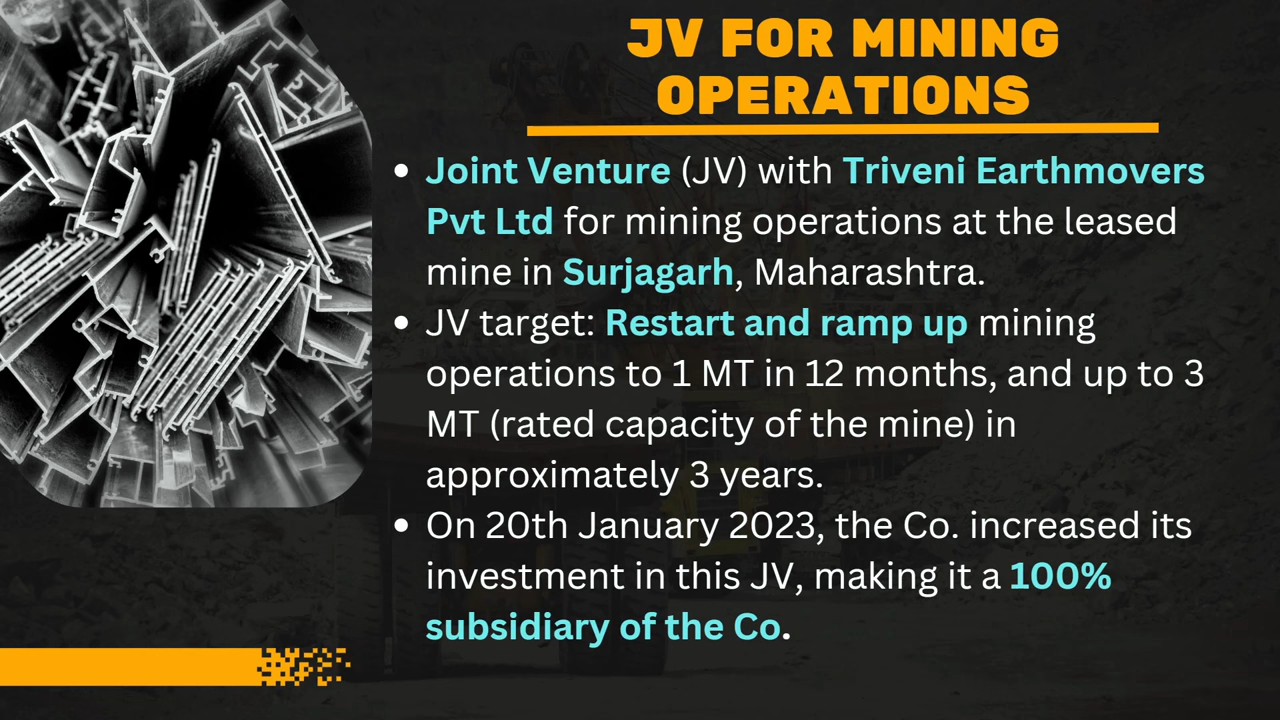 JV FOR MINING
OPERATIONS
• Joint Venture (JV) with Triveni Earthmovers
Pvt Ltd for mining operations at the leased
mine in Surjagarh, Maharashtra.
• JV target: Restart and ramp up mining
operations to 1 MT in 12 months, and up to 3
MT (rated capacity of the mine) in
approximately 3 years.
• On 20th January 2023, the Co. increased its
investment in this JV, making it a 100%
subsidiary of the Co.